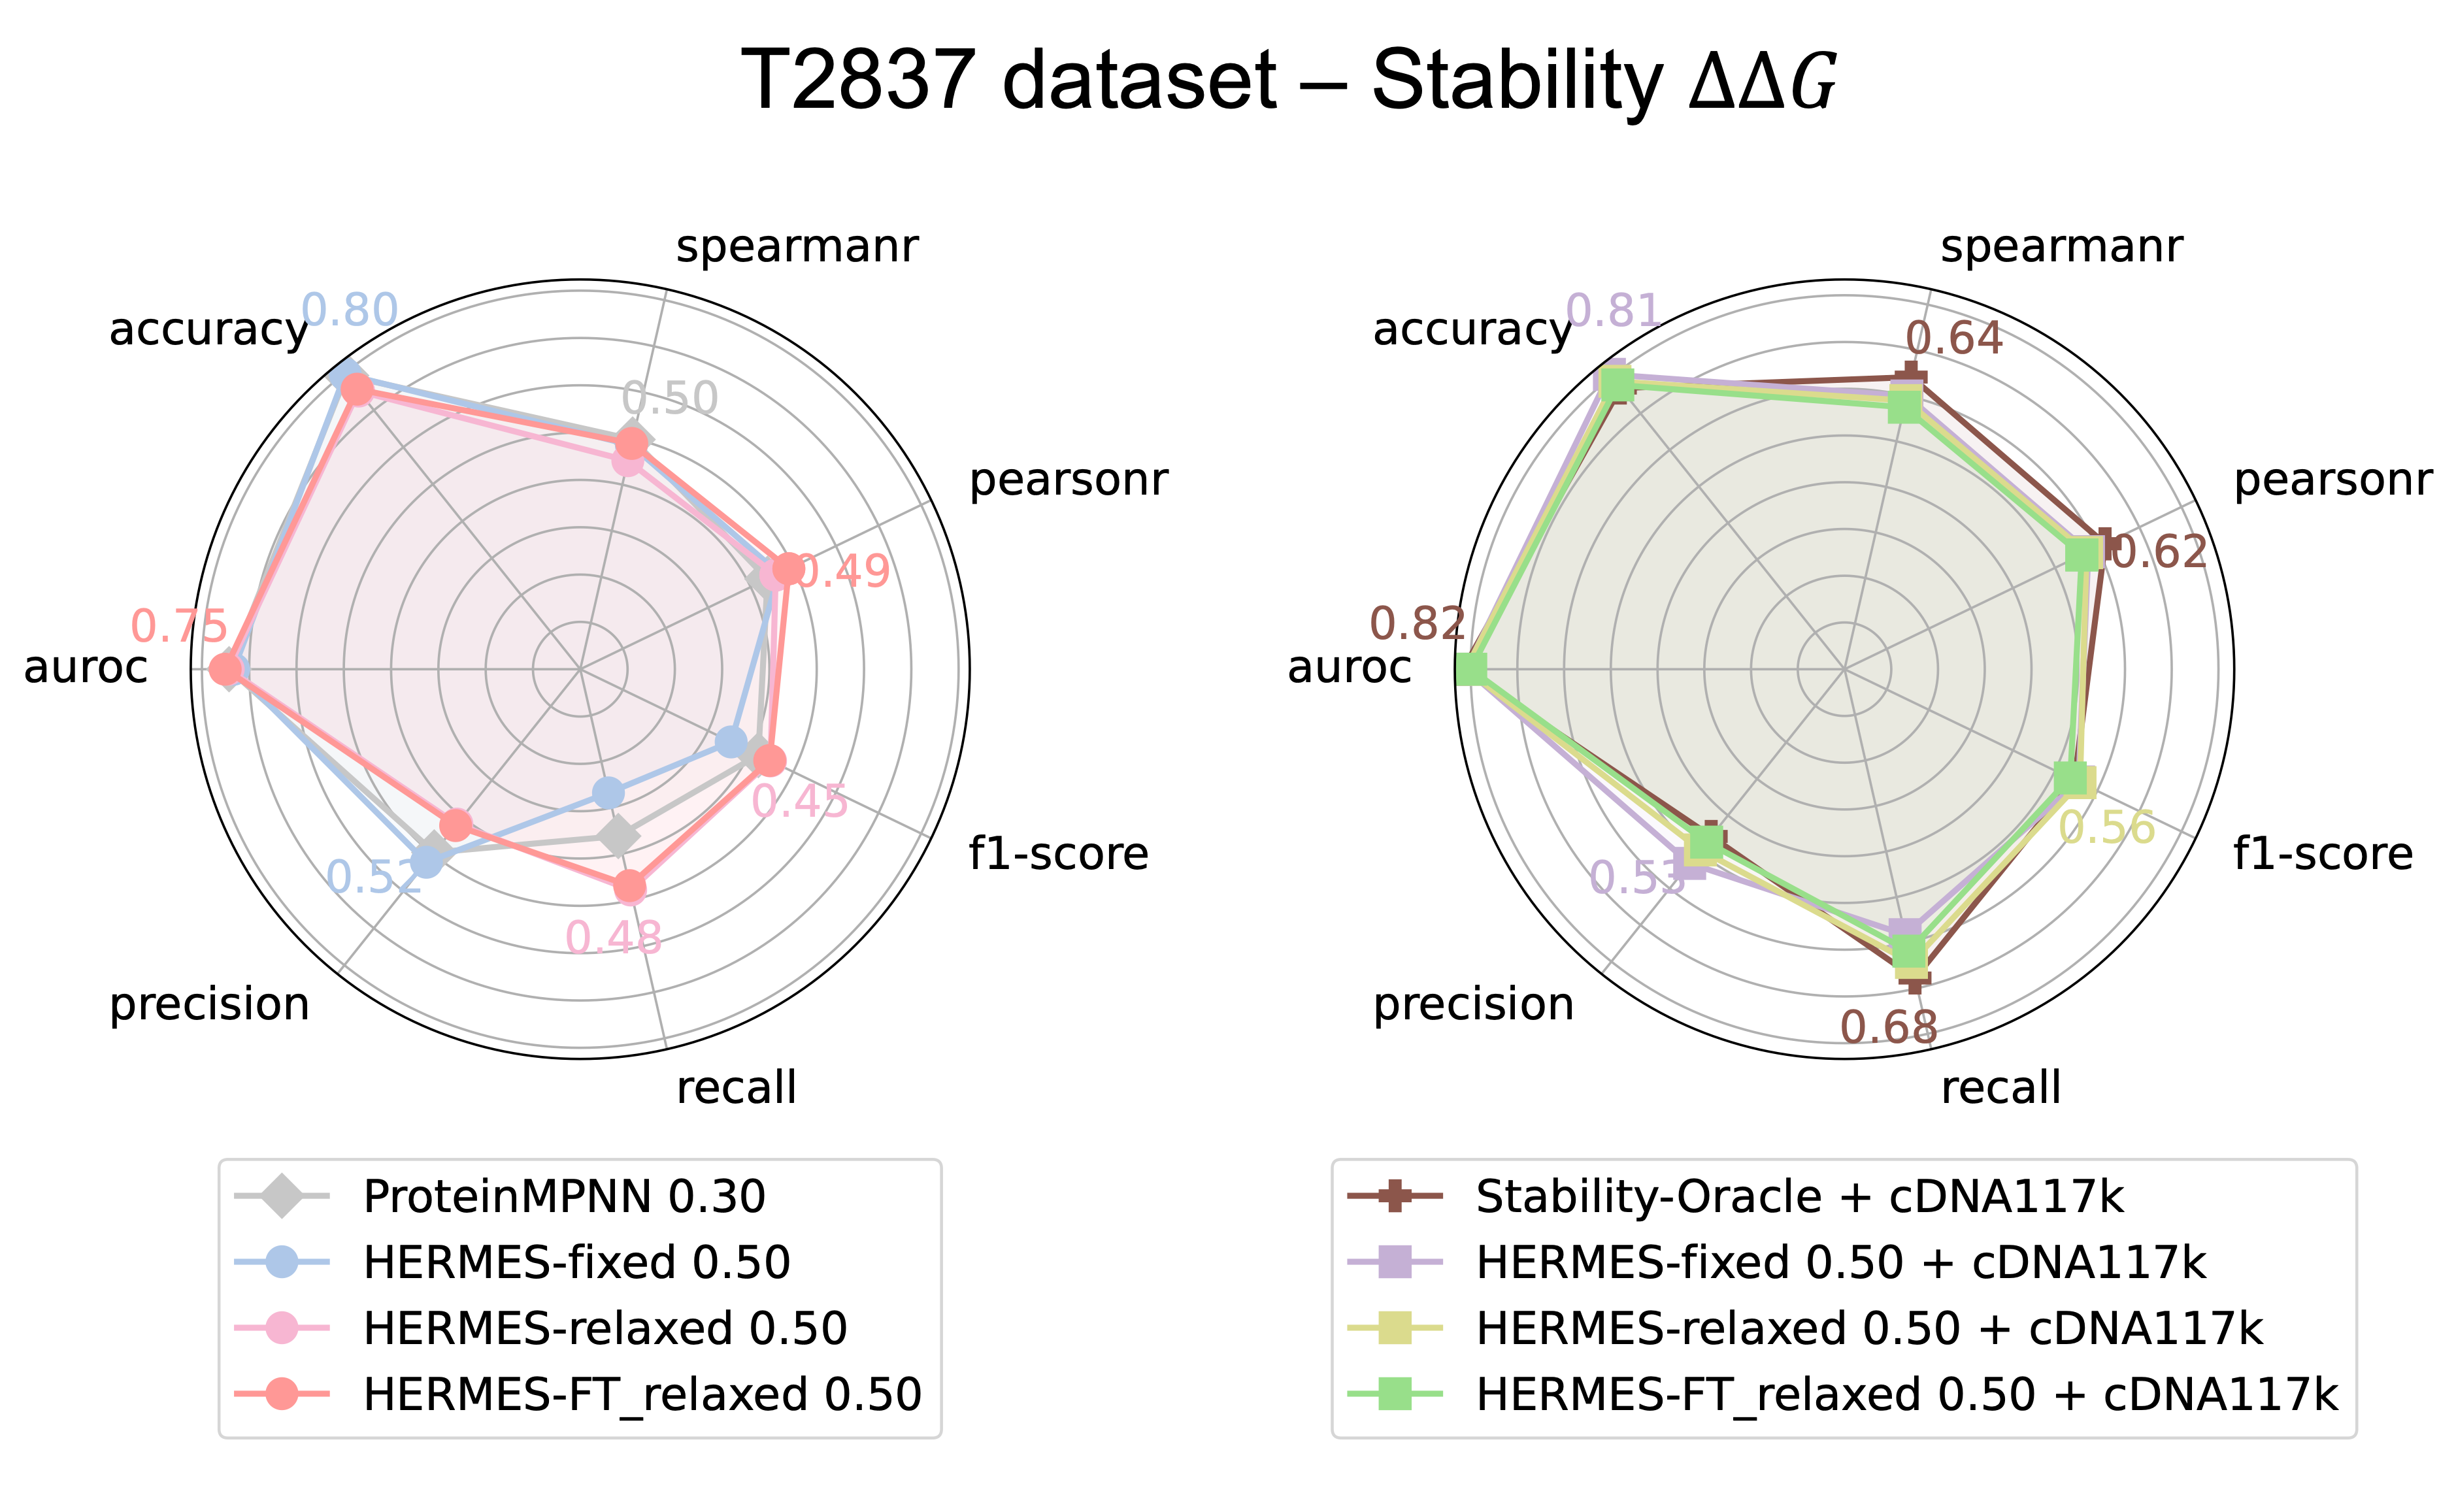 T2837 dataset – Stability ΔΔG
spearmanr
0.80
accuracy
0.50
pearsonr
0.49
0.75
auroc
0.45
f1-score
0.52
0.48
precision
recall
ProteinMPNN 0.30
HERMES-fixed 0.50
HERMES-relaxed 0.50
HERMES-FT_relaxed 0.50
spearmanr
0.81
accuracy
0.64
pearsonr
0.62
0.82
auroc
0.56
f1-score
0.53
precision
0.68
recall
Stability-Oracle + cDNA117k
HERMES-fixed 0.50 + cDNA117k
HERMES-relaxed 0.50 + cDNA117k
HERMES-FT_relaxed 0.50 + cDNA117k